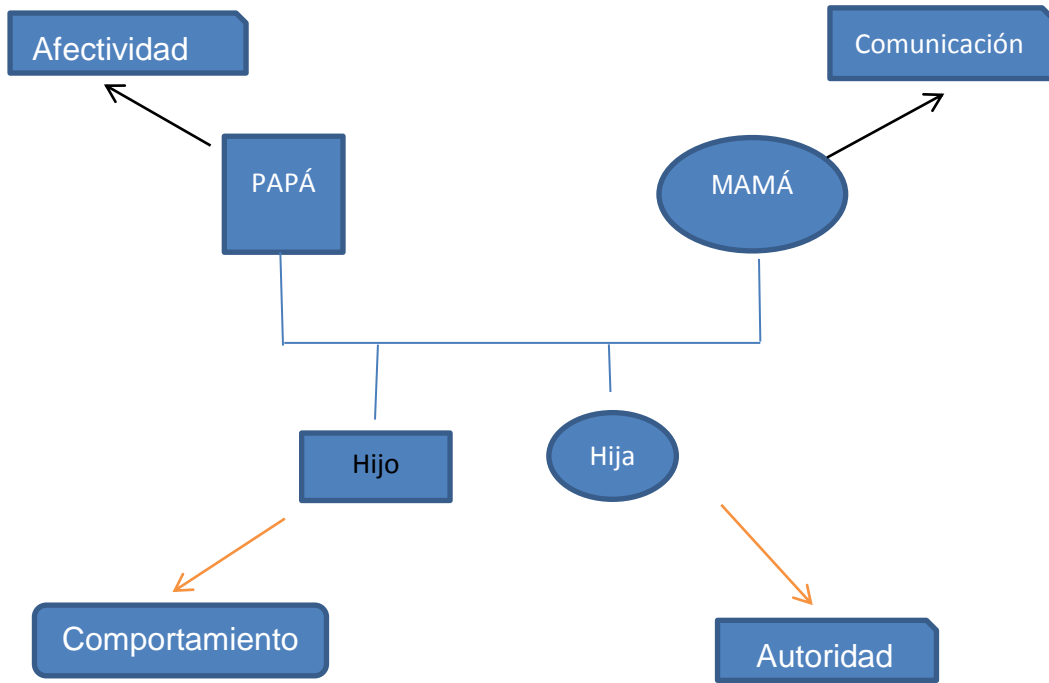 Afectividad
Comunicación
PAPÁ
MAMÁ
Hijo
Hija
Comportamiento
Autoridad